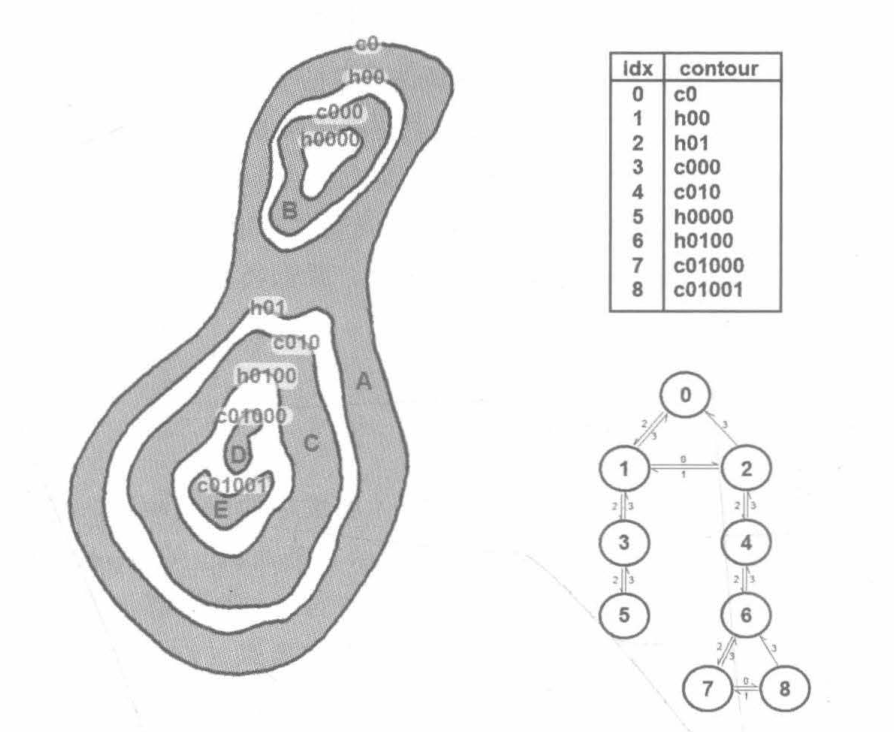 c0
h00
c000
h0000
B
h01
c010
A
h0100
c01000
C
D
c01001
E
idx contour
0 c0
1 h00
2 h01
3 c000
4 c010
5 h0000
6 h0100
7 c01000
8 c01001
0
2 3 3
1 0 1 2
2 3 2 3
3 4
2 3 2 3
5 6
2 3 3
7 0 1 8